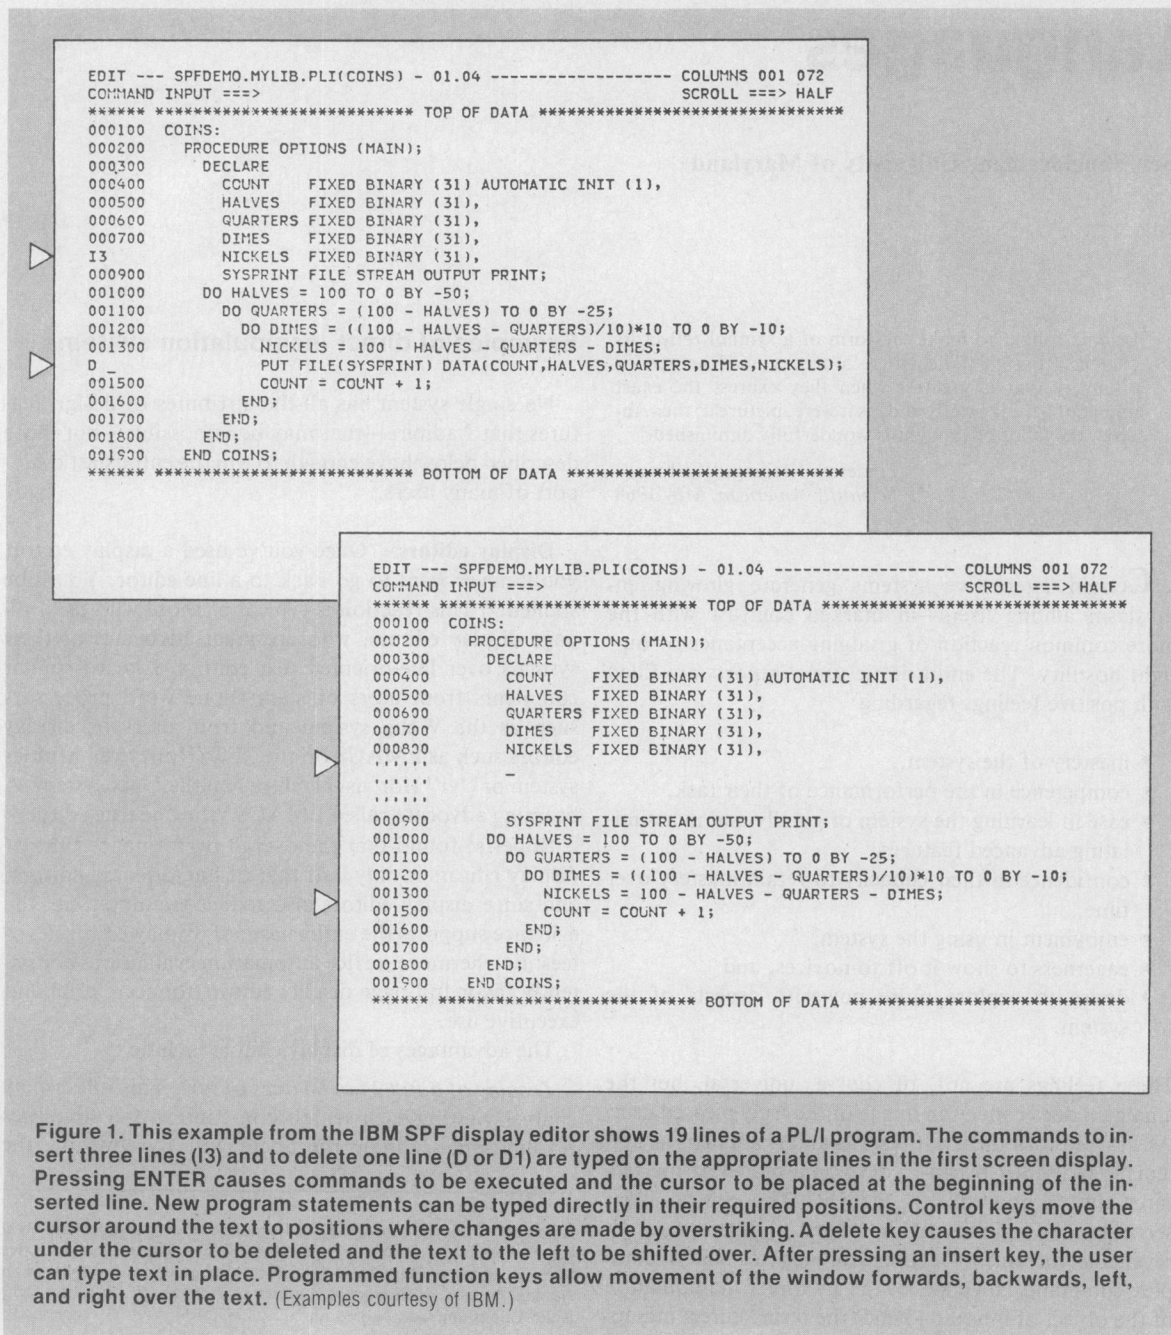 EDIT --- SPFDEMO.MYLIB.PLI(COINS) - 01.04 ------------------- COLUMNS 001 072
COMMAND INPUT ===> SCROLL ===> HALF
****** *************************** TOP OF DATA ********************************
000100 COINS:
000200 PROCEDURE OPTIONS (MAIN);
000300 DECLARE
000400 COUNT FIXED BINARY (31) AUTOMATIC INIT (1),
000500 HALVES FIXED BINARY (31),
000600 QUARTERS FIXED BINARY (31),
000700 DIMES FIXED BINARY (31),
I3 NICKELS FIXED BINARY (31),
000900 SYSPRINT FILE STREAM OUTPUT PRINT;
001000 DO HALVES = 100 TO 0 BY -50;
001100 DO QUARTERS = (100 - HALVES) TO 0 BY -25;
001200 DO DIMES = ((100 - HALVES - QUARTERS)/10)*10 TO 0 BY -10;
001300 NICKELS = 100 - HALVES - QUARTERS - DIMES;
D _ PUT FILE(SYSPRINT) DATA(COUNT,HALVES,QUARTERS,DIMES,NICKELS);
001500 COUNT = COUNT + 1;
001600 END;
001700 END;
001800 END;
001900 END COINS;
****** *************************** BOTTOM OF DATA *****************************
EDIT --- SPFDEMO.MYLIB.PLI(COINS) - 01.04 ------------------- COLUMNS 001 072
COMMAND INPUT ===> SCROLL ===> HALF
****** *************************** TOP OF DATA ********************************
000100 COINS:
000200 PROCEDURE OPTIONS (MAIN);
000300 DECLARE
000400 COUNT FIXED BINARY (31) AUTOMATIC INIT (1),
000500 HALVES FIXED BINARY (31),
000600 QUARTERS FIXED BINARY (31),
000700 DIMES FIXED BINARY (31),
000800 NICKELS FIXED BINARY (31),
'''''' _
''''''
''''''
000900 SYSPRINT FILE STREAM OUTPUT PRINT;
001000 DO HALVES = 100 TO 0 BY -50;
001100 DO QUARTERS = (100 - HALVES) TO 0 BY -25;
001200 DO DIMES = ((100 - HALVES - QUARTERS)/10)*10 TO 0 BY -10;
001300 NICKELS = 100 - HALVES - QUARTERS - DIMES;
001500 COUNT = COUNT + 1;
001600 END;
001700 END;
001800 END;
001900 END COINS;
****** *************************** BOTTOM OF DATA *****************************
Figure 1. This example from the IBM SPF display editor shows 19 lines of a PL/I program. The commands to in-
sert three lines (I3) and to delete one line (D or D1) are typed on the appropriate lines in the first screen display.
Pressing ENTER causes commands to be executed and the cursor to be placed at the beginning of the in-
serted line. New program statements can be typed directly in their required positions. Control keys move the
cursor around the text to positions where changes are made by overstriking. A delete key causes the character
under the cursor to be deleted and the text to the left to be shifted over. After pressing an insert key, the user
can type text in place. Programmed function keys allow movement of the window forwards, backwards, left,
and right over the text. (Examples courtesy of IBM.)